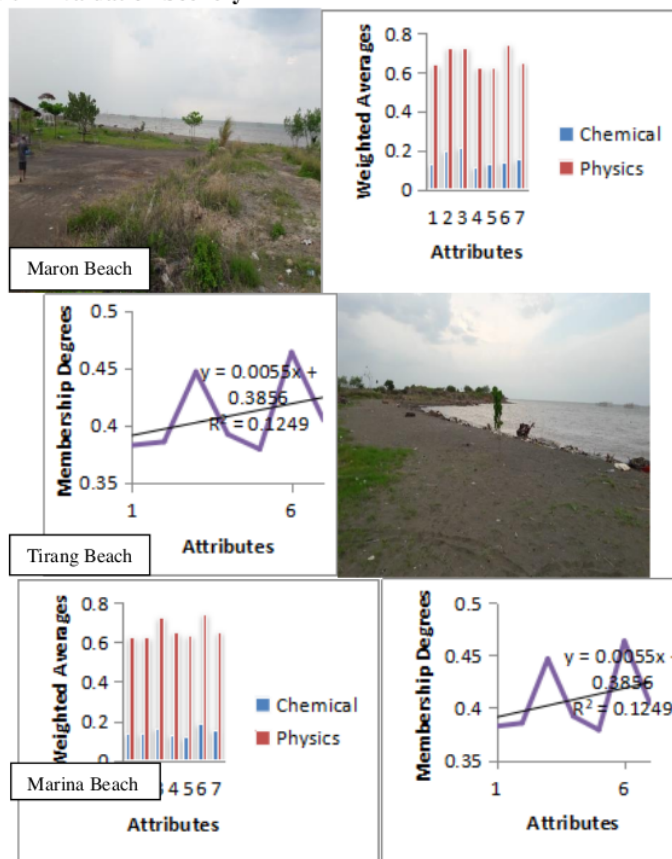 0.8
0.6
0.4
0.2
0
Weighted Averages
Chemical
Physics
1 2 3 4 5 6 7
Attributes
Maron Beach
0.5
0.45
0.4
0.35
Membership Degrees
y = 0.0055x +
0.3856
R² = 0.1249
1 6
Attributes
Tirang Beach
0.8
0.6
0.4
0.2
0
Weighted Averages
Chemical
Physics
3 4 5 6 7
Attributes
Marina Beach
0.5
0.45
0.4
0.35
Membership Degrees
y = 0.0055x +
0.3856
R² = 0.1249
1 6
Attributes